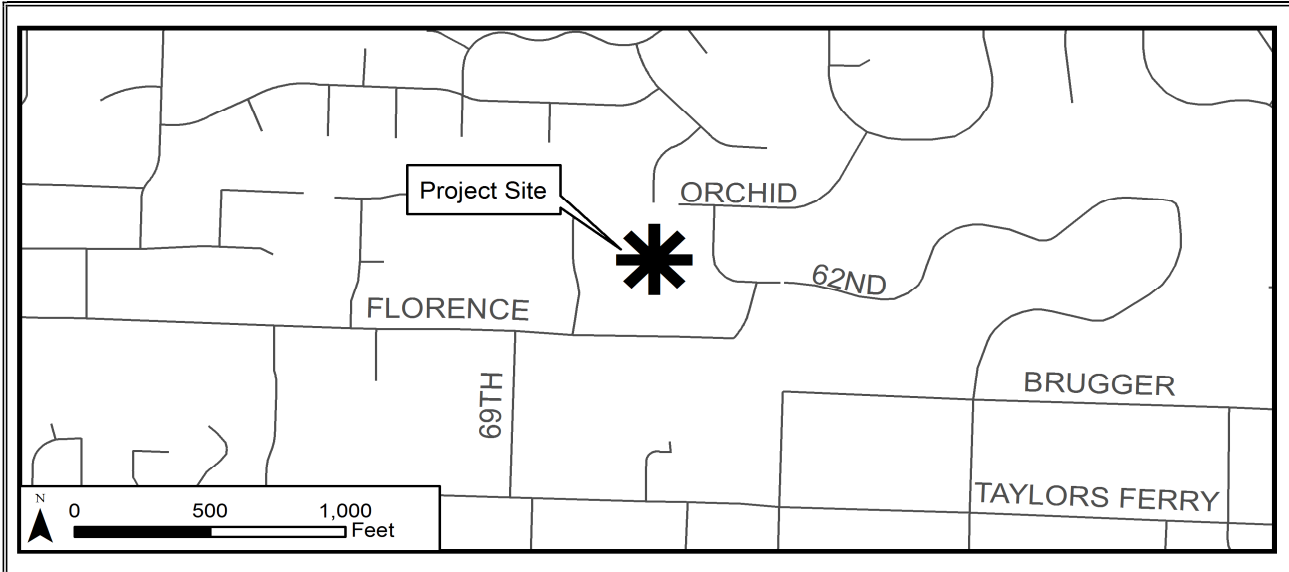 Project Site
ORCHID
62ND
FLORENCE
69TH
BRUGGER
TAYLORS FERRY
N
0 500 1,000
Feet